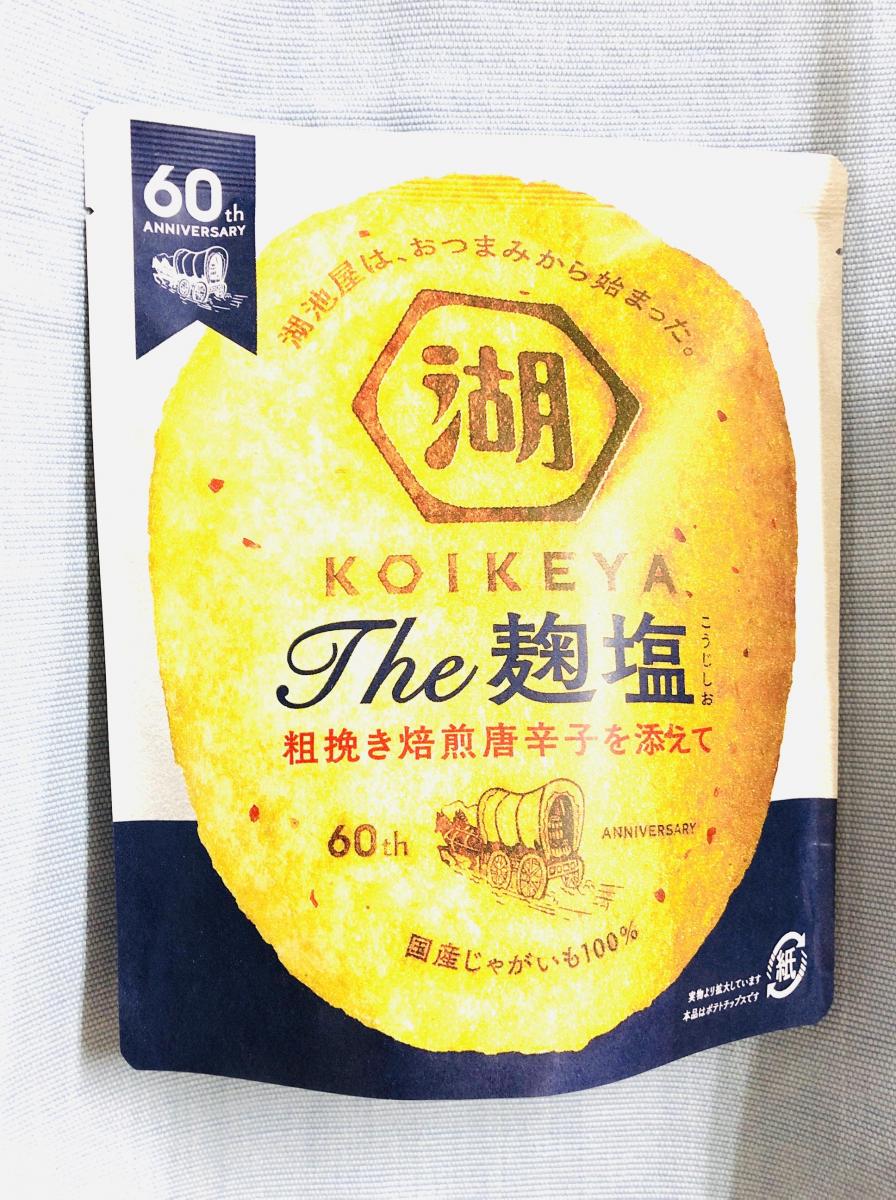 60th
ANNIVERSARY
湖池屋は、おつまみから始まった。
湖
KOIKEYA
The 麹塩
こうじしお
粗挽き焙煎唐辛子を添えて
60th
ANNIVERSARY
国産じゃがいも100%
実物より拡大しています
本品はポテトチップスです
紙